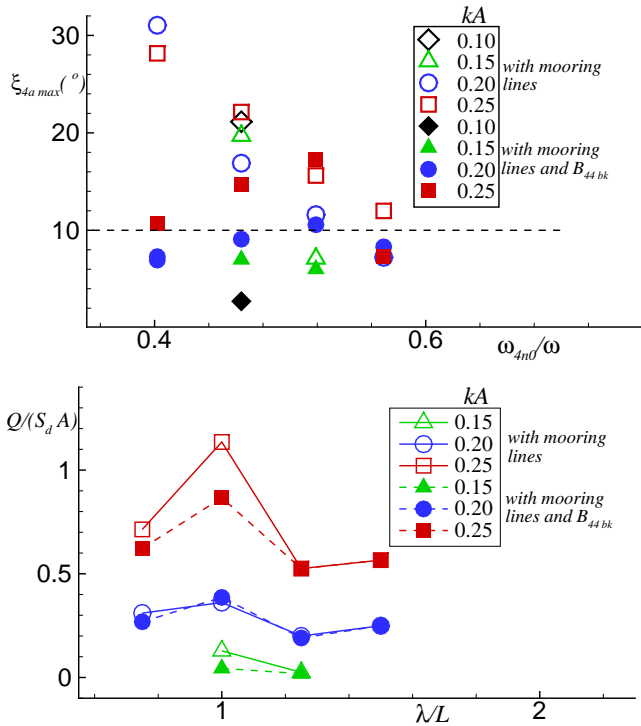 kA
30
20
10
ξ4a max(°)
0.10
0.15
0.20
0.25
with mooring
lines
0.10
0.15
0.20
0.25
with mooring
lines and B44 bk
0.4
0.6
ω4n0/ω
kA
Q/(Sd A)
1
0.5
0
0.15
0.20
0.25
with mooring
lines
0.15
0.20
0.25
with mooring
lines and B44 bk
1
λ/L
2